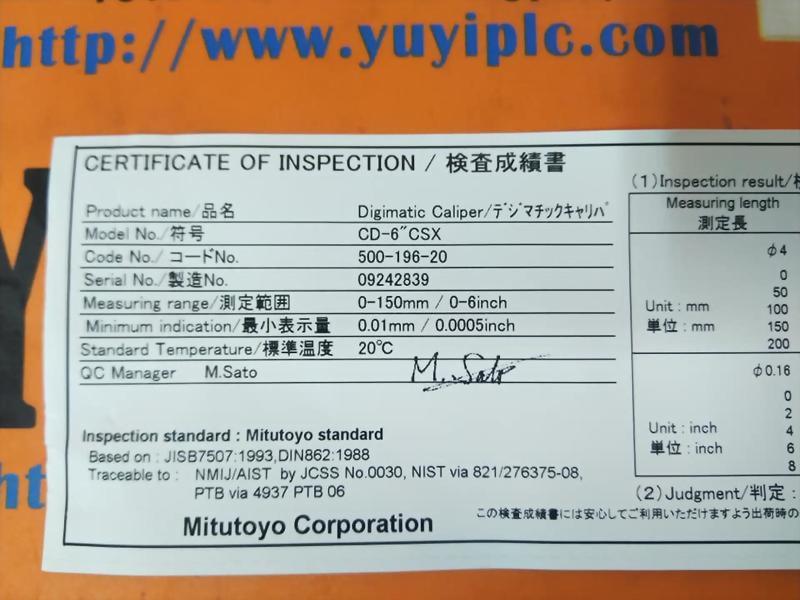 http://www.yuyiplc.com
CERTIFICATE OF INSPECTION / 検査成績書
Product name/品名 Digimatic Caliper/ﾃﾞｼﾞﾏチックキャリパ
Model No./符号 CD-6"CSX
Code No./コードNo. 500-196-20
Serial No./製造No. 09242839
Measuring range/測定範囲 0-150mm / 0-6inch
Minimum indication/最小表示量 0.01mm / 0.0005inch
Standard Temperature/標準温度 20℃
QC Manager M.Sato M. Sato
Inspection standard : Mitutoyo standard
Based on : JISB7507:1993,DIN862:1988
Traceable to : NMIJ/AIST by JCSS No.0030, NIST via 821/276375-08,
PTB via 4937 PTB 06
Mitutoyo Corporation
(1)Inspection result/
Measuring length
測定長
φ4
0
50
Unit : mm 100
単位 : mm 150
200
φ0.16
0
2
Unit : inch 4
単位 : inch 6
8
(2)Judgment/判定 :
この検査成績書には安心してご利用いただけますよう出荷時の
ht